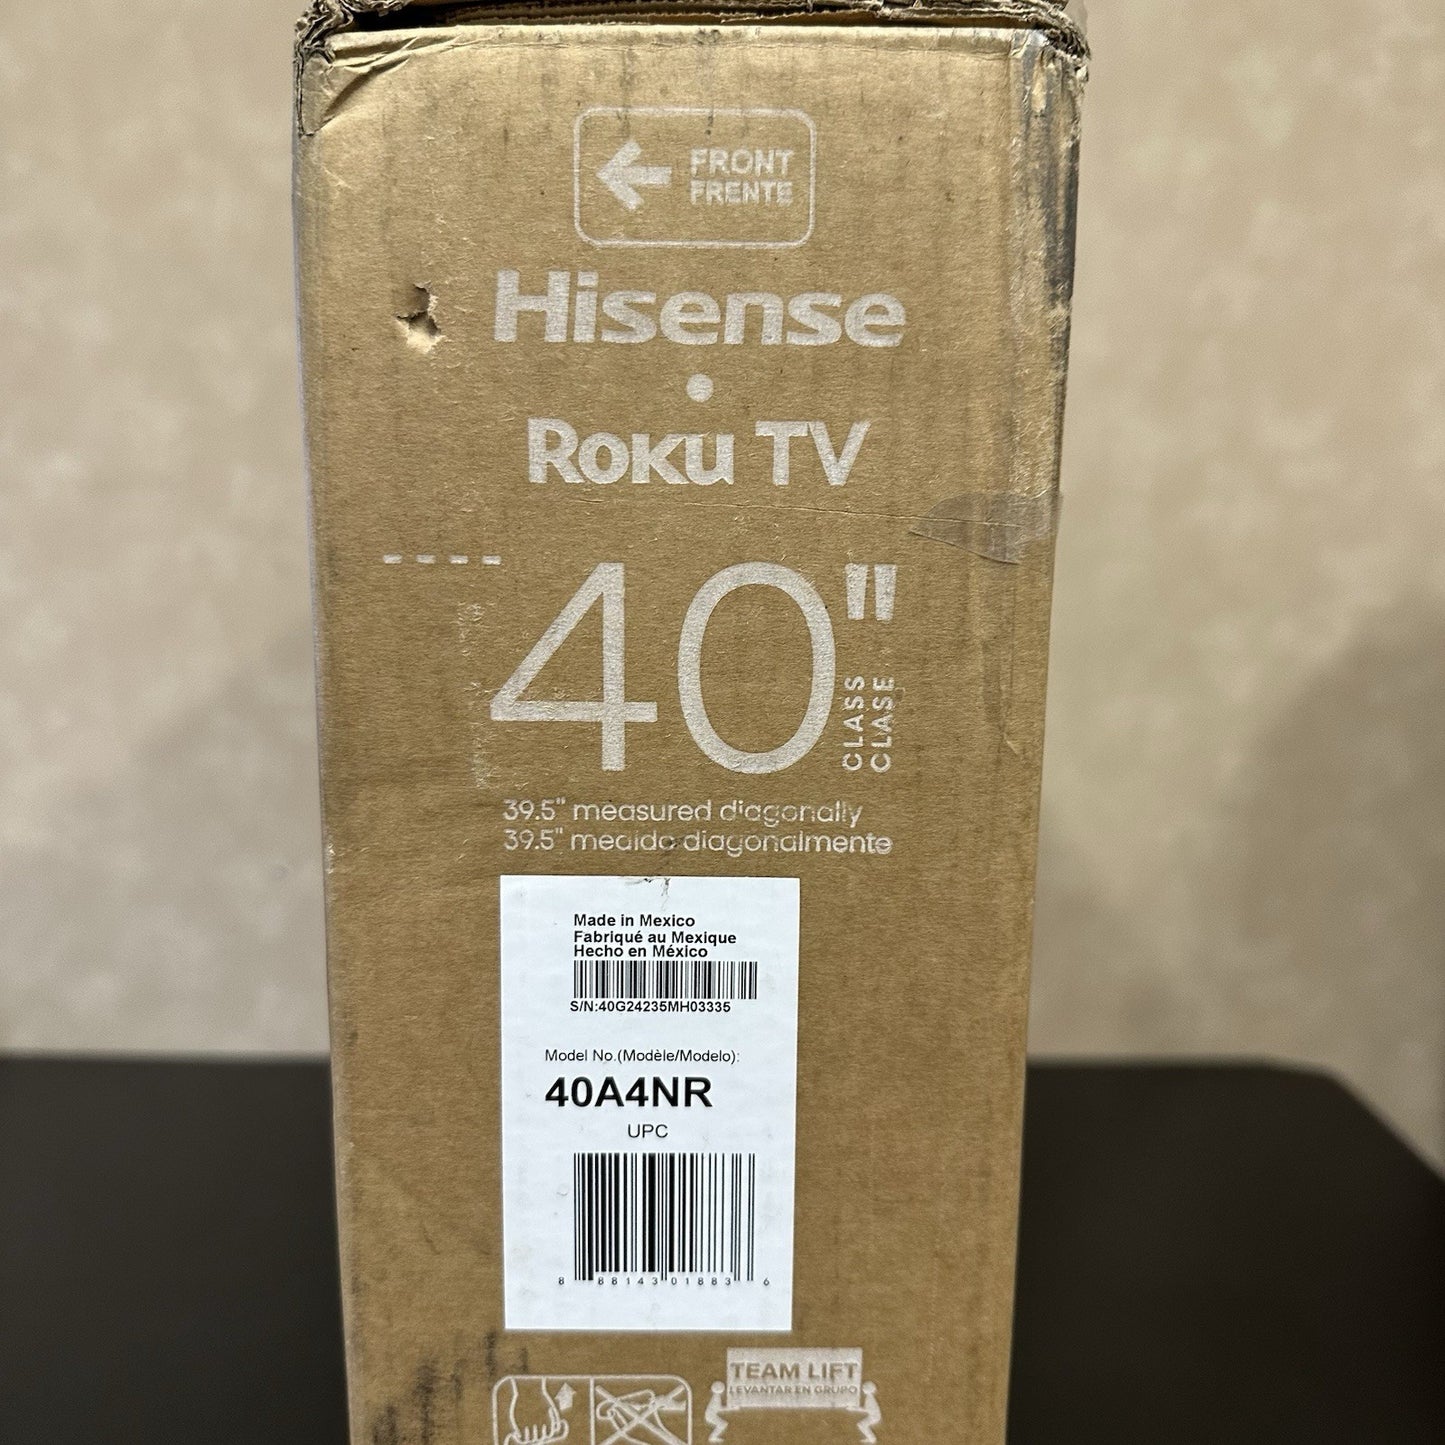 FRONT
FRENTE
Hisense
Roku TV
40"
CLASS
CLASE
39.5" measured diagonally
39.5" medido diagonalmente
Made in Mexico
Fabriqué au Mexique
Hecho en México
S/N:40G24235MH03335
Model No.(Modèle/Modelo):
40A4NR
UPC
8 88143 01883 6
TEAM LIFT
LEVANTAR EN GRUPO